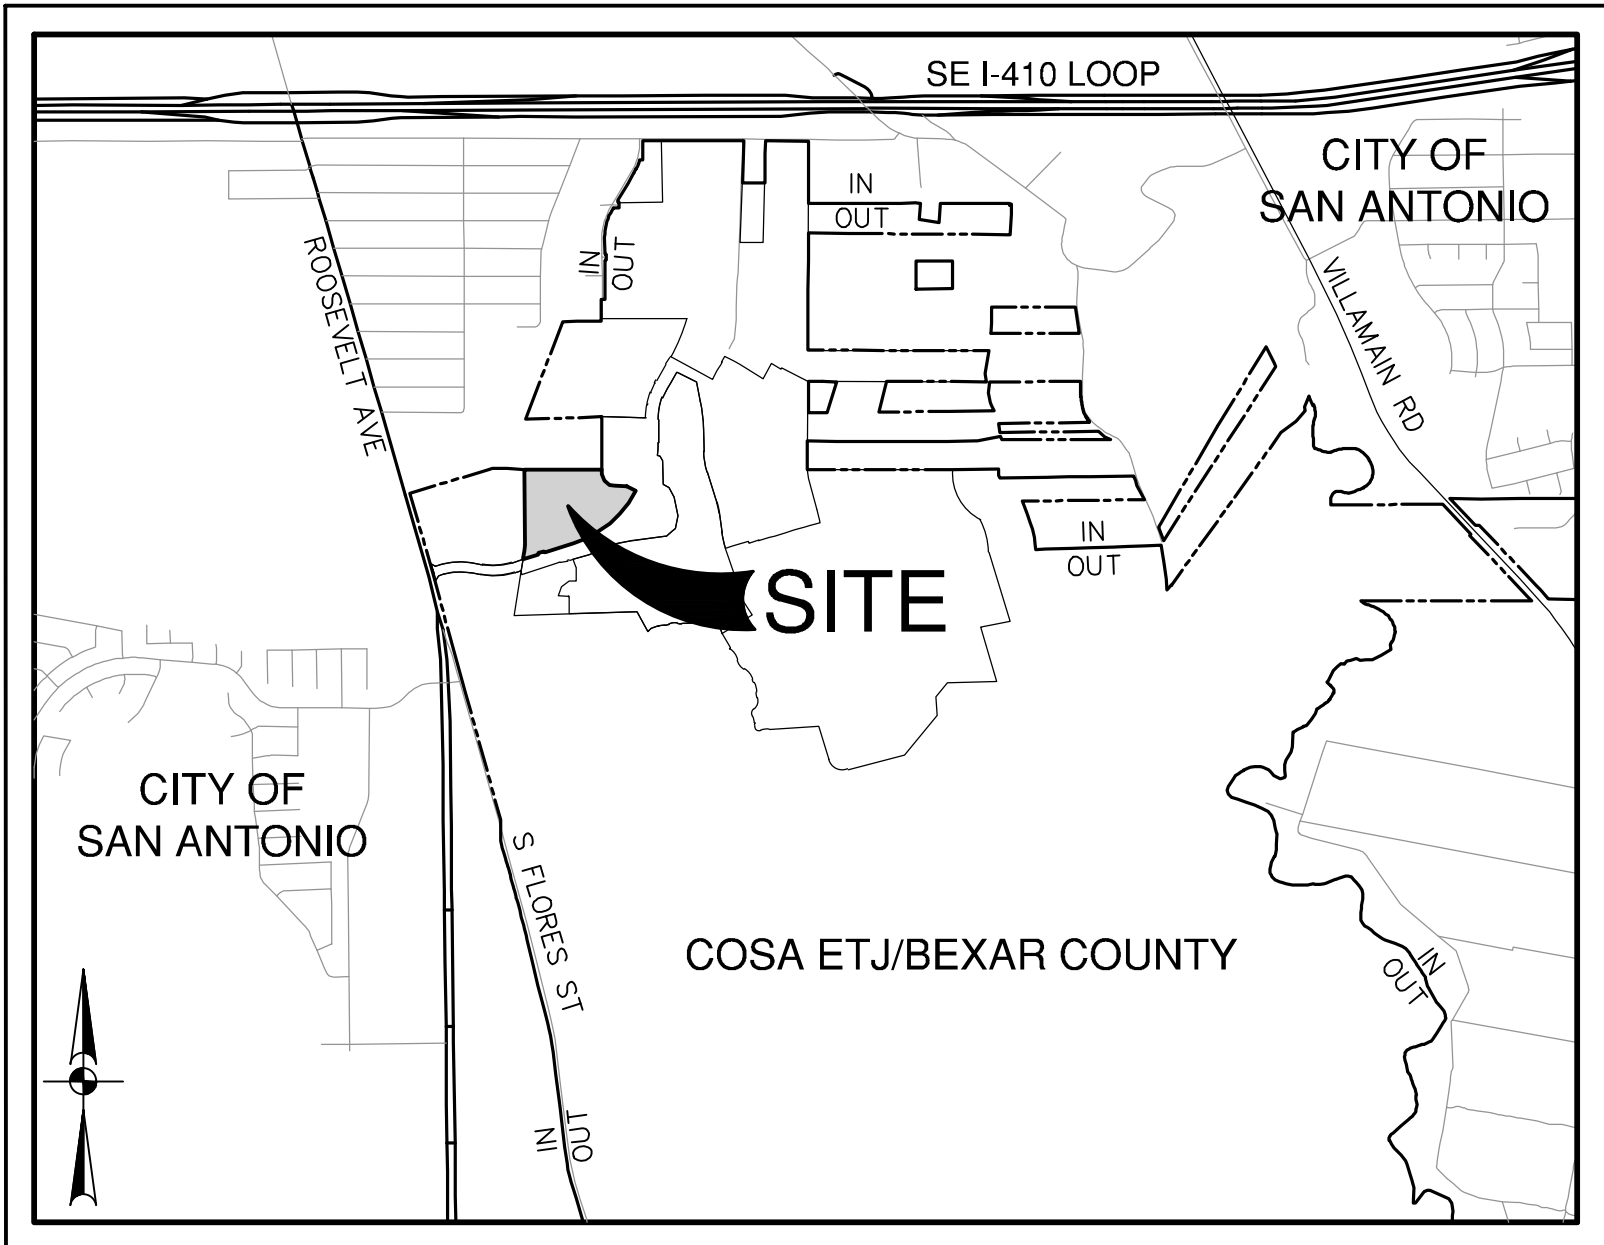 SE I-410 LOOP
CITY OF
SAN ANTONIO
IN
OUT
IN
OUT
ROOSEVELT AVE
VILLAMAIN RD
IN
OUT
SITE
CITY OF
SAN ANTONIO
S FLORES ST
COSA ETJ/BEXAR COUNTY
IN
OUT
OUT
IN